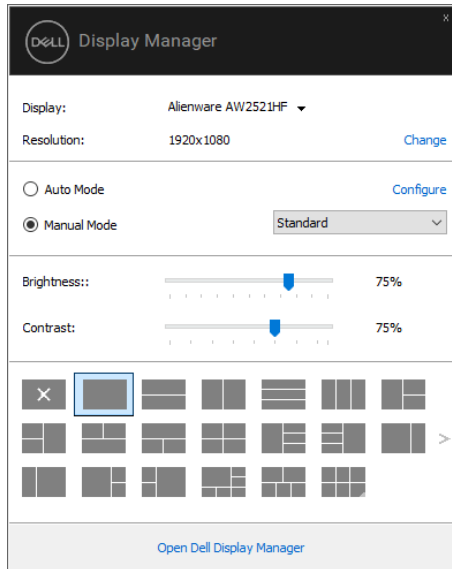 x
DELL Display Manager
Display: Alienware AW2521HF
Resolution: 1920x1080 Change
Auto Mode Configure
Manual Mode Standard
Brightness:: 75%
Contrast: 75%
Open Dell Display Manager